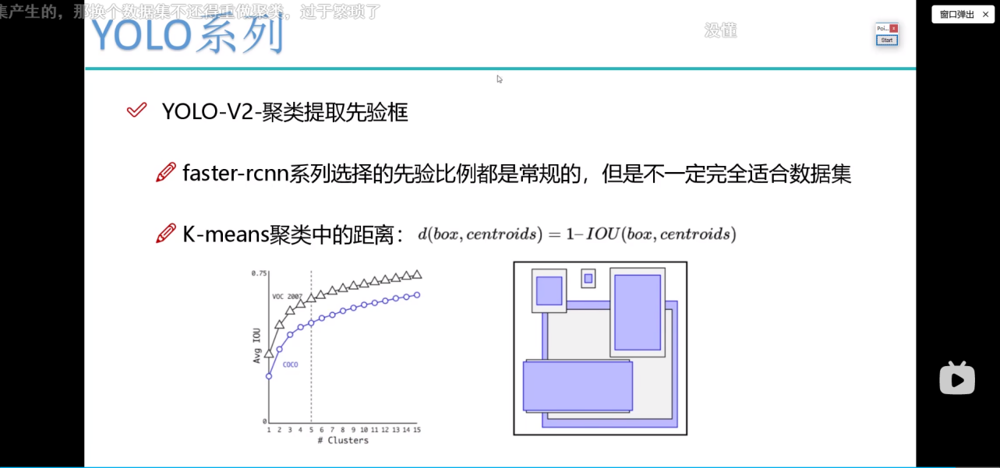 集产生的，那换个数据集不还得重做聚类，过于繁琐了
窗口弹出 ×
YOLO系列
没懂
Poi... x
Start
YOLO-V2-聚类提取先验框
faster-rcnn系列选择的先验比例都是常规的，但是不一定完全适合数据集
K-means聚类中的距离： d(box, centroids) = 1–IOU(box, centroids)
0.75
VOC 2007
Avg IOU
COCO
0
1 2 3 4 5 6 7 8 9 10 11 12 13 14 15
# Clusters